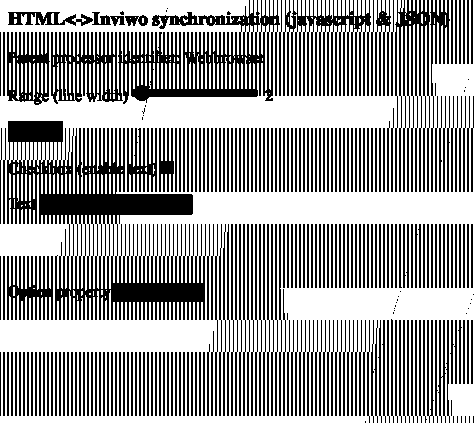 HTML<->Inviwo synchronization (javascript & JSON)
Parent processor identifier: Webbrowser
Range (line width) 2
Checkbox (enable text)
Text
Option property